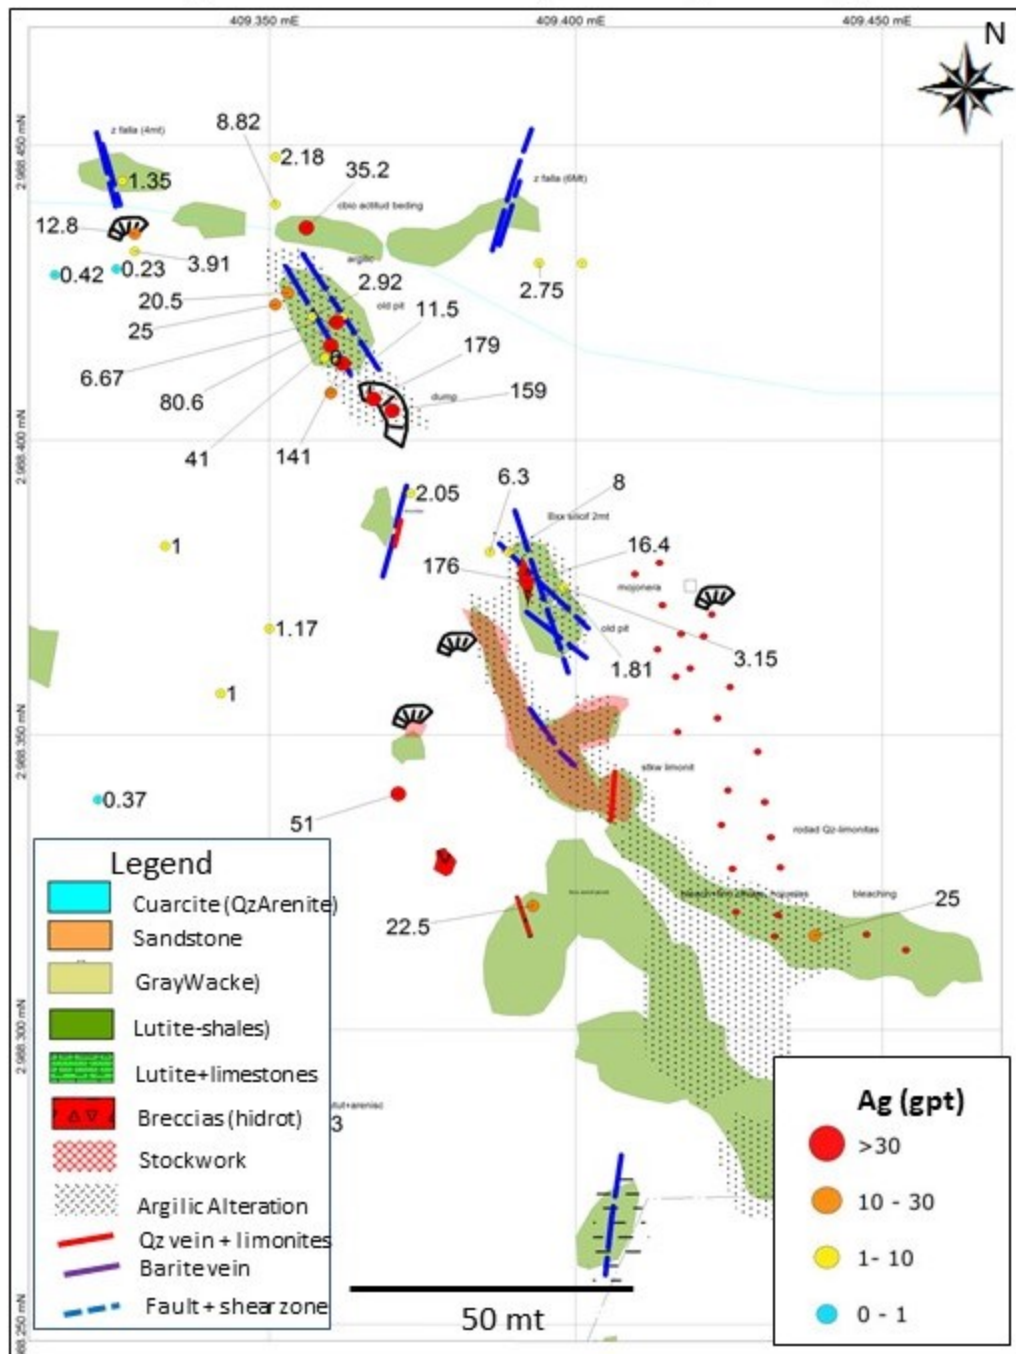 409.350 mE
409.400 mE
409.450 mE
N
2.988.450 mN
2.988.400 mN
2.988.350 mN
2.988.300 mN
88.250 mN
z falla (4mt)
8.82
2.18
35.2
z falla (6Mt)
1.35
cbio actitud beding
12.8
3.91
0.42
0.23
argilic
2.92
2.75
20.5
25
old pit
11.5
6.67
179
80.6
dump
159
41
141
6.3
8
2.05
Bxx silicif 2mt
1
176
16.4
mojonera
1.17
old pit
3.15
1.81
1
stkw limonit
0.37
51
rodad Qz-limonitas
bleaching
25
22.5
3
Legend
Cuarcite (QzArenite)
Sandstone
GrayWacke)
Lutite-shales)
Lutite+limestones
Breccias (hidrot)
Stockwork
Argilic Alteration
Qz vein + limonites
Barite vein
Fault + shear zone
50 mt
Ag (gpt)
>30
10 - 30
1- 10
0 - 1